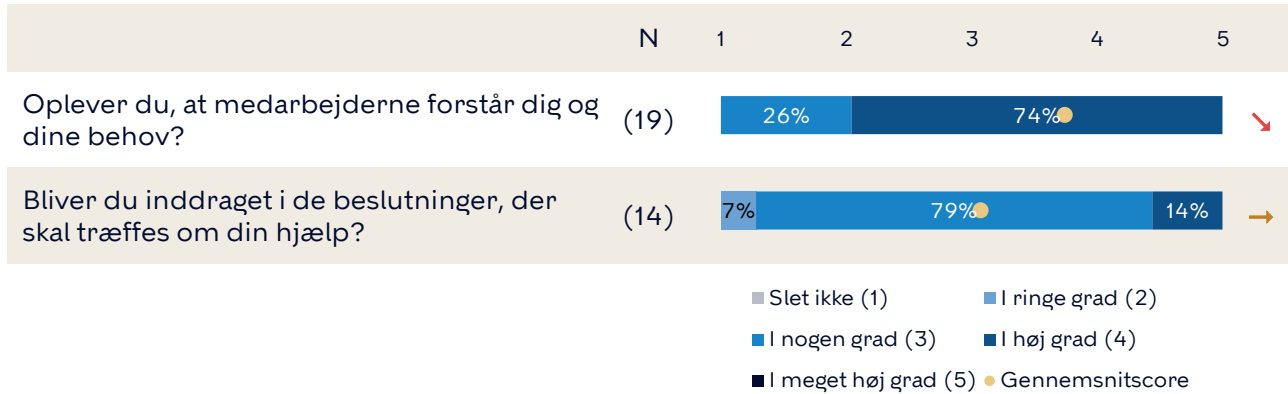 N 1 2 3 4 5
Oplever du, at medarbejderne forstår dig og
dine behov?
(19) 26% 74%
Bliver du inddraget i de beslutninger, der
skal træffes om din hjælp?
(14) 7% 79% 14%
Slet ikke (1) I ringe grad (2)
I nogen grad (3) I høj grad (4)
I meget høj grad (5) Gennemsnitscore